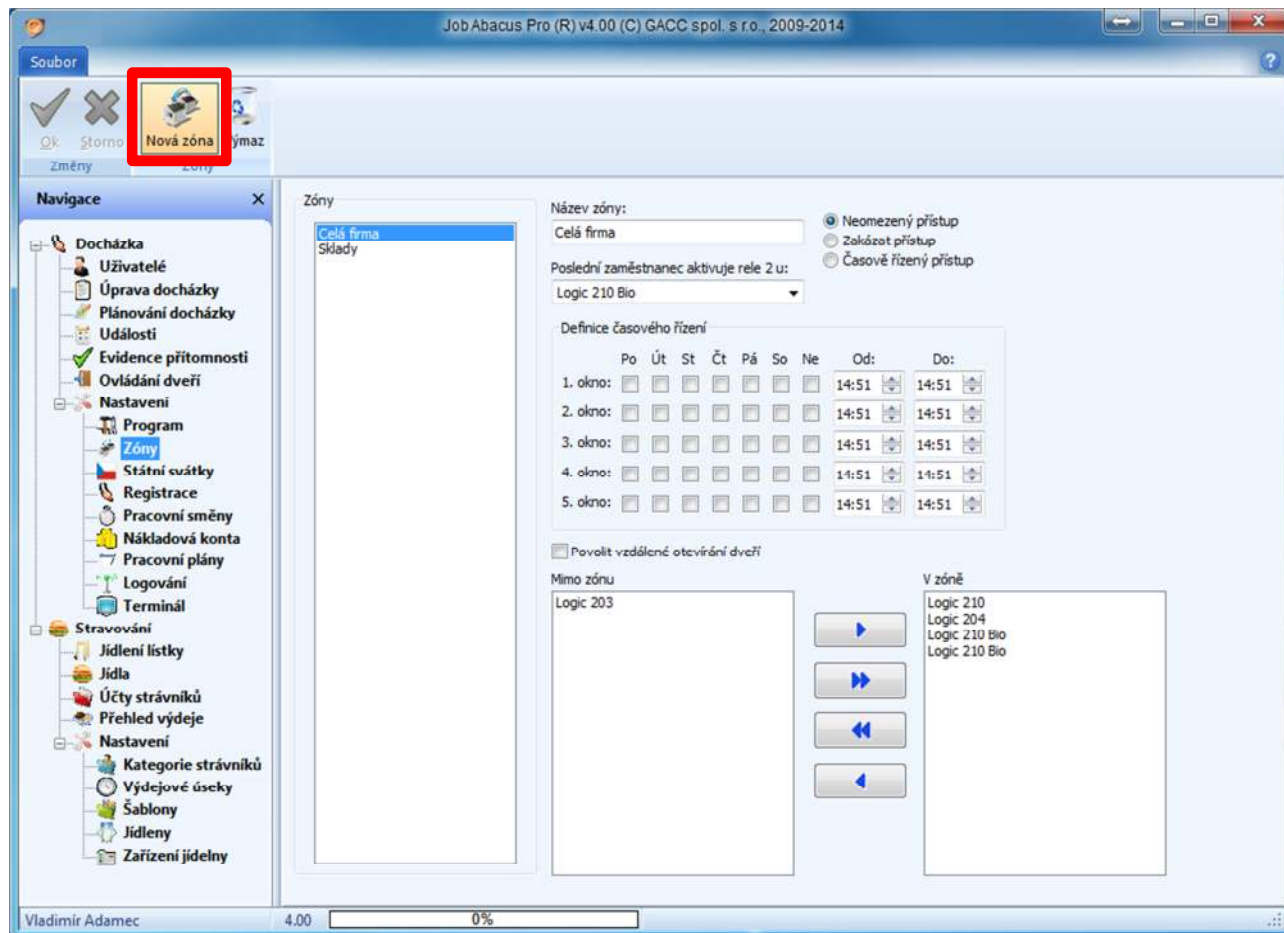 Job Abacus Pro (R) v4.00 (C) GACC spol. s r.o., 2009-2014
Soubor
Ok Storno Nová zóna ýmaz
Změny Zóny
Navigace
Docházka
Uživatelé
Úprava docházky
Plánování docházky
Události
Evidence přítomnosti
Ovládání dveří
Nastavení
Program
Zóny
Státní svátky
Registrace
Pracovní směny
Nákladová konta
Pracovní plány
Logování
Terminál
Stravování
Jídlení lístky
Jídla
Účty strávníků
Přehled výdeje
Nastavení
Kategorie strávníků
Výdejové úseky
Šablony
Jídleny
Zařízení jídelny
Zóny
Celá firma
Sklady
Název zóny:
Celá firma
Neomezený přístup
Zakázat přístup
Časově řízený přístup
Poslední zaměstnanec aktivuje rele 2 u:
Logic 210 Bio
Definice časového řízení
Po Út St Čt Pá So Ne Od: Do:
1. okno: 14:51 14:51
2. okno: 14:51 14:51
3. okno: 14:51 14:51
4. okno: 14:51 14:51
5. okno: 14:51 14:51
Povolit vzdálené otevírání dveří
Mimo zónu
Logic 203
V zóně
Logic 210
Logic 204
Logic 210 Bio
Logic 210 Bio
Vladimír Adamec 4.00 0%